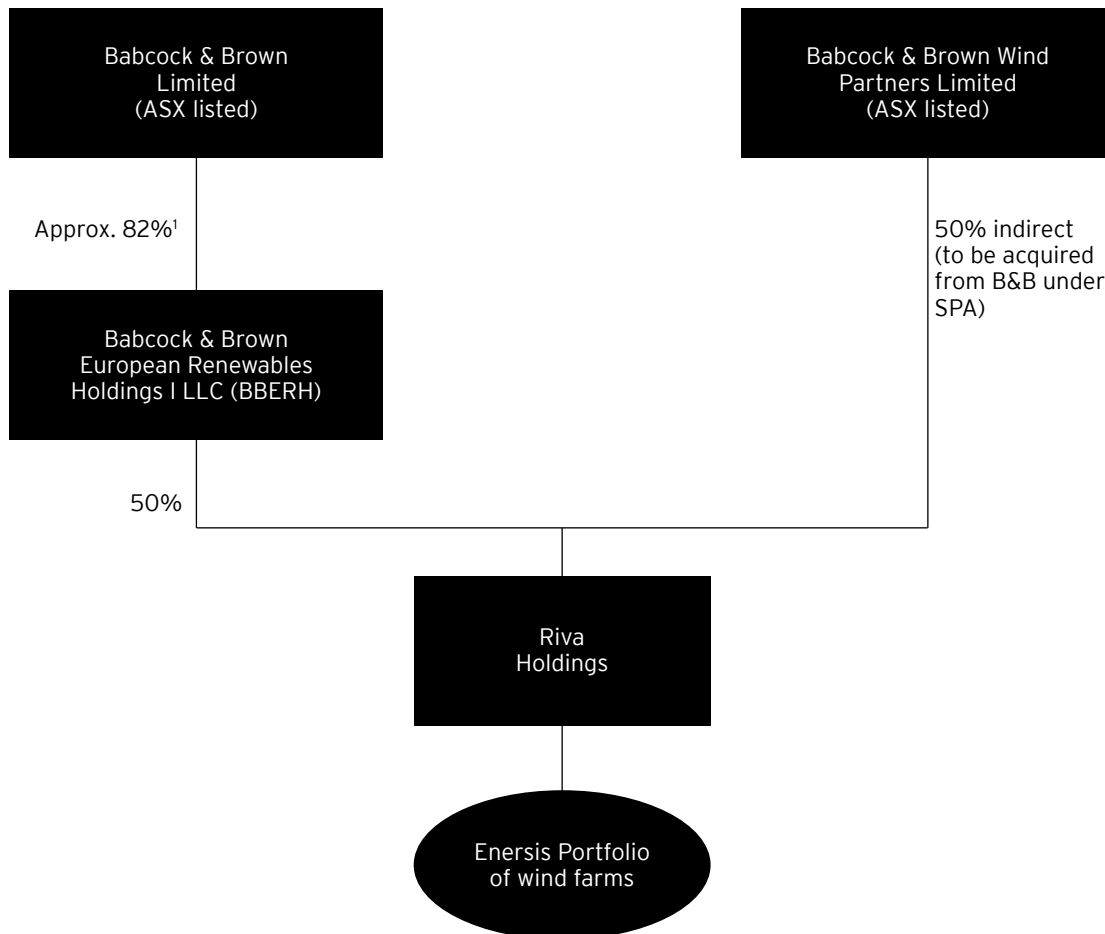 Babcock & Brown
Limited
(ASX listed)
Babcock & Brown Wind
Partners Limited
(ASX listed)
Approx. 82%¹
50% indirect
(to be acquired
from B&B under
SPA)
Babcock & Brown
European Renewables
Holdings I LLC (BBERH)
50%
Riva
Holdings
Enersis Portfolio
of wind farms